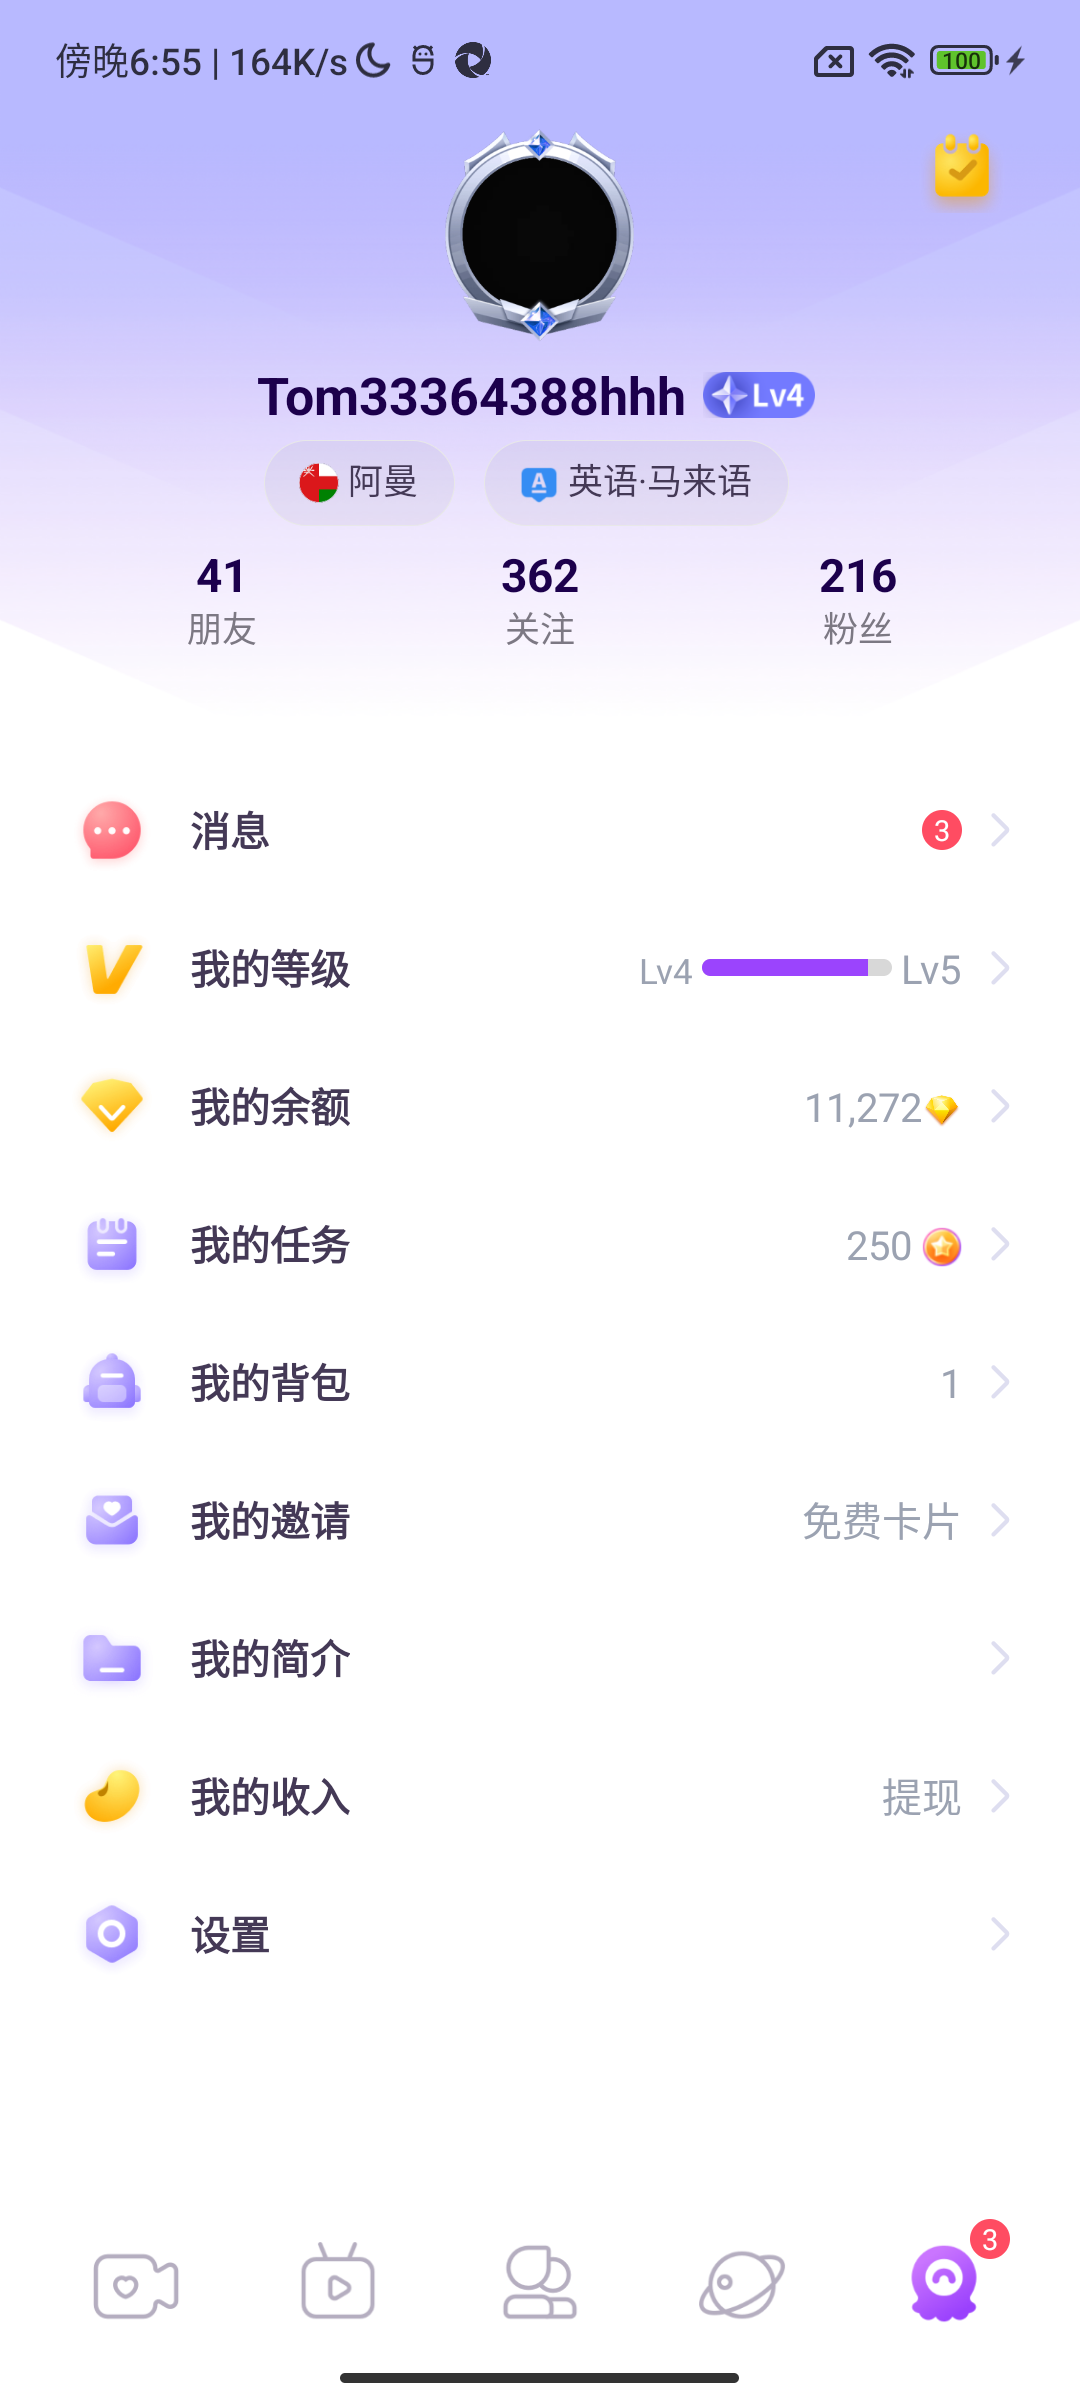 傍晚6:55 | 164K/s
100
Tom33364388hhh Lv4
阿曼 A 英语·马来语
41 362 216
朋友 关注 粉丝
消息 3
我的等级 Lv4 Lv5
我的余额 11,272
我的任务 250
我的背包 1
我的邀请 免费卡片
我的简介
我的收入 提现
设置
3